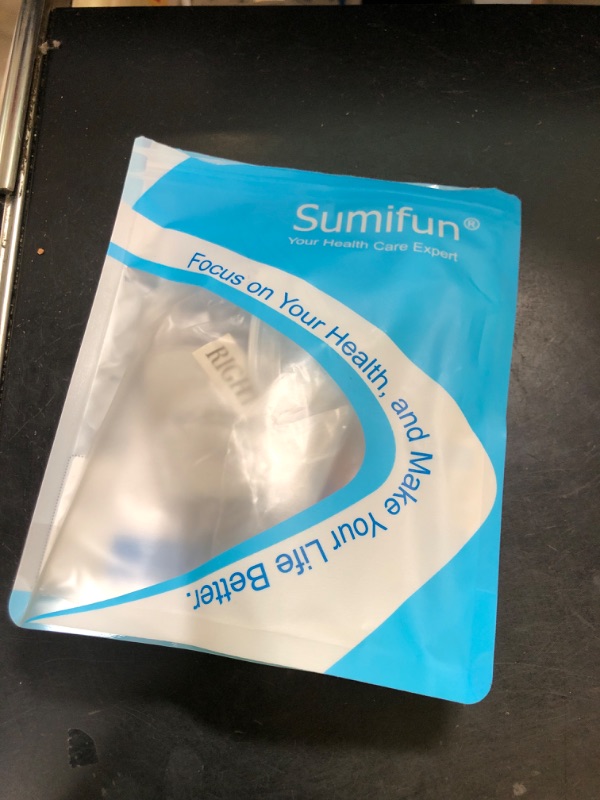 Sumifun®
Your Health Care Expert
Focus on Your Health, and Make Your Life Better.
RIGHT